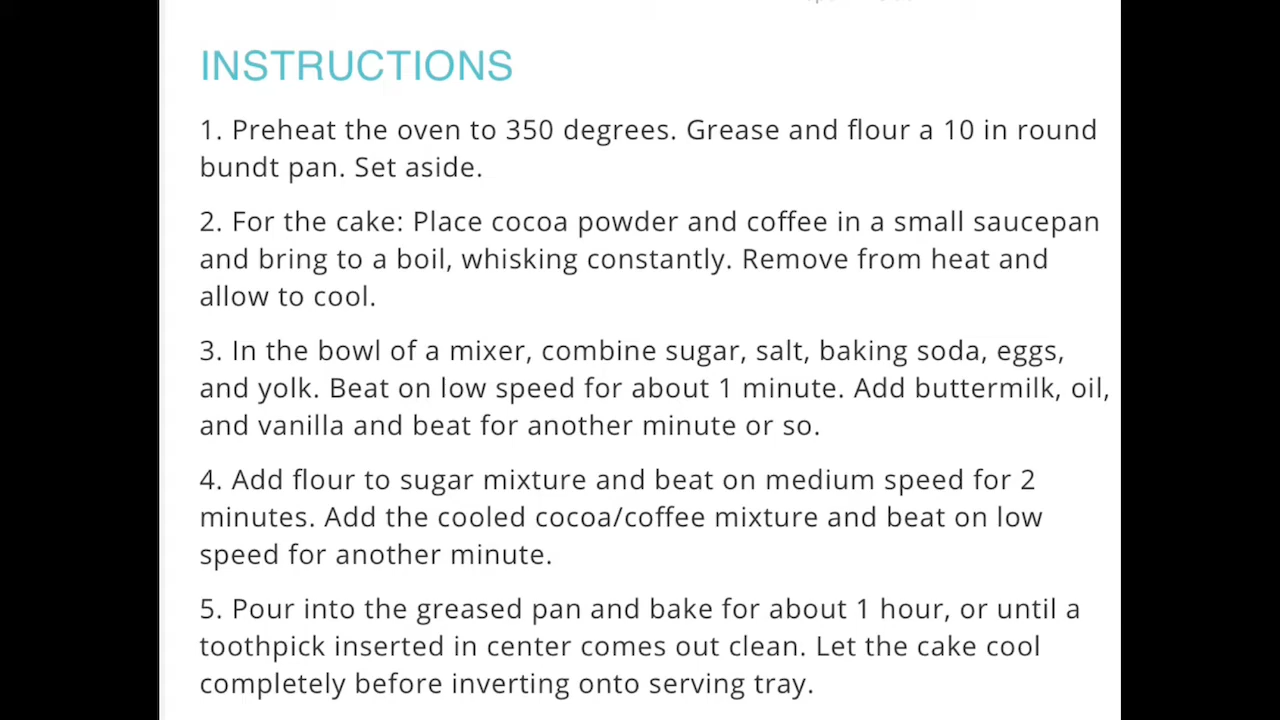 INSTRUCTIONS
1. Preheat the oven to 350 degrees. Grease and flour a 10 in round
bundt pan. Set aside.
2. For the cake: Place cocoa powder and coffee in a small saucepan
and bring to a boil, whisking constantly. Remove from heat and
allow to cool.
3. In the bowl of a mixer, combine sugar, salt, baking soda, eggs,
and yolk. Beat on low speed for about 1 minute. Add buttermilk, oil,
and vanilla and beat for another minute or so.
4. Add flour to sugar mixture and beat on medium speed for 2
minutes. Add the cooled cocoa/coffee mixture and beat on low
speed for another minute.
5. Pour into the greased pan and bake for about 1 hour, or until a
toothpick inserted in center comes out clean. Let the cake cool
completely before inverting onto serving tray.